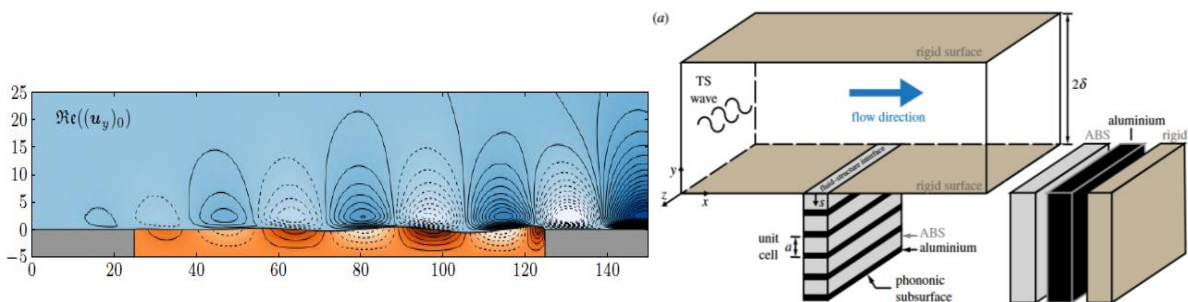 25
20
15
10
5
0
−5
ℜe((u_y)_0)
0 20 40 60 80 100 120 140
(a)
rigid surface
TS
wave
flow direction
2δ
fluid–structure interface
rigid surface
y
z
x
s
unit
cell
a
ABS
aluminium
phononic
subsurface
ABS
aluminium
rigid